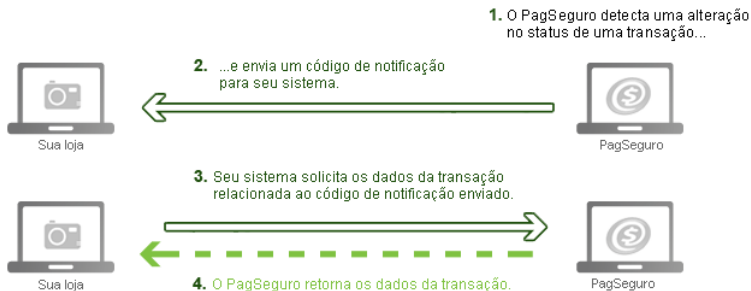 1. O PagSeguro detecta uma alteração
no status de uma transação...
2. ...e envia um código de notificação
para seu sistema.
Sua loja
PagSeguro
3. Seu sistema solicita os dados da transação
relacionada ao código de notificação enviado.
4. O PagSeguro retorna os dados da transação.
Sua loja
PagSeguro